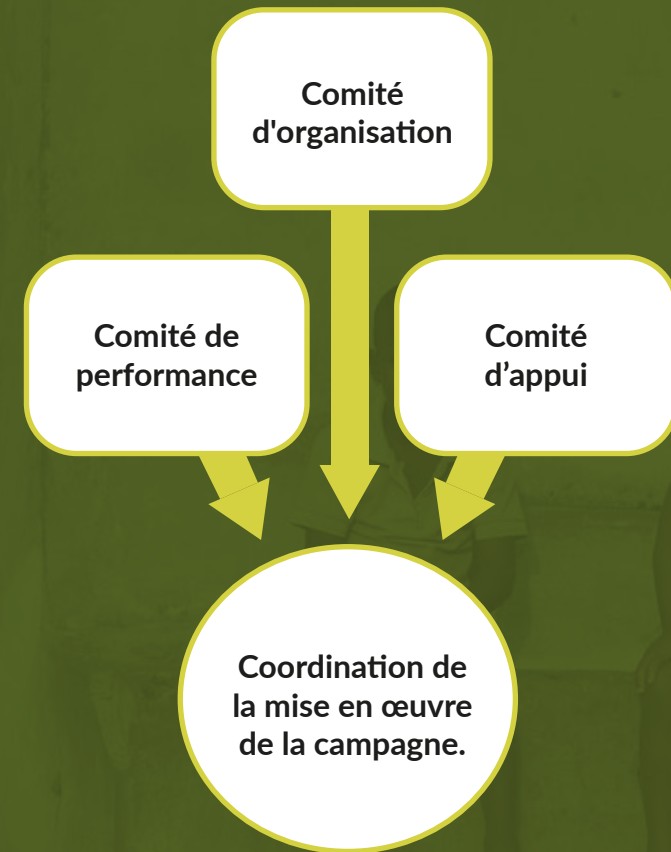 Comité
d'organisation
Comité de
performance
Comité
d’appui
Coordination de
la mise en œuvre
de la campagne.